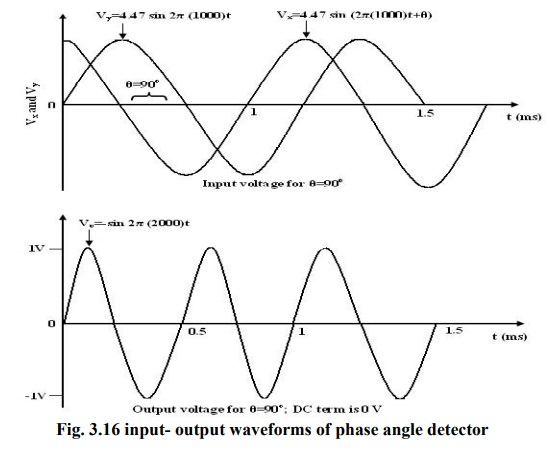 Vy=4.47 sin 2π (1000)t
Vx=4.47 sin (2π(1000)t+θ)
θ=90°
Vx and Vy
0
1
1.5
t (ms)
Input voltage for θ=90°
Vo=-sin 2π (2000)t
1V
0
0.5
1
1.5
t (ms)
-1V
Output voltage for θ=90°; DC term is 0 V
Fig. 3.16 input- output waveforms of phase angle detector